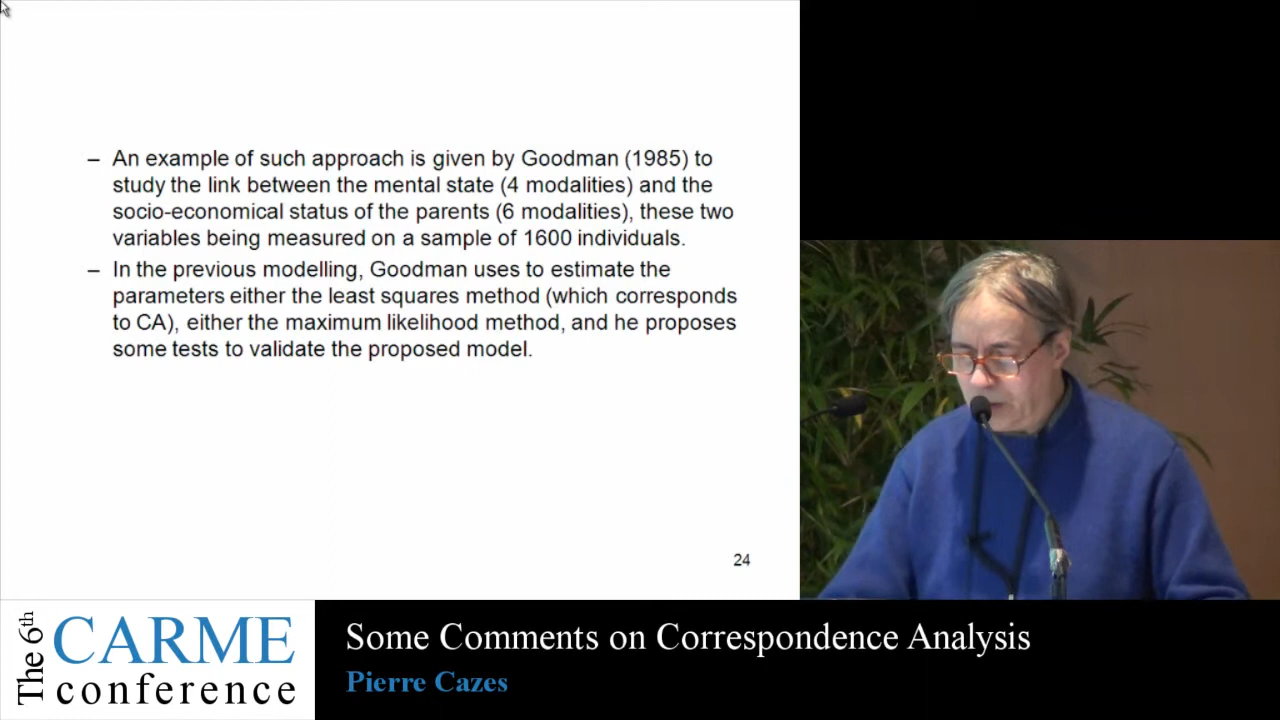 – An example of such approach is given by Goodman (1985) to
study the link between the mental state (4 modalities) and the
socio-economical status of the parents (6 modalities), these two
variables being measured on a sample of 1600 individuals.
– In the previous modelling, Goodman uses to estimate the
parameters either the least squares method (which corresponds
to CA), either the maximum likelihood method, and he proposes
some tests to validate the proposed model.
24
The 6th
CARME
conference
Some Comments on Correspondence Analysis
Pierre Cazes